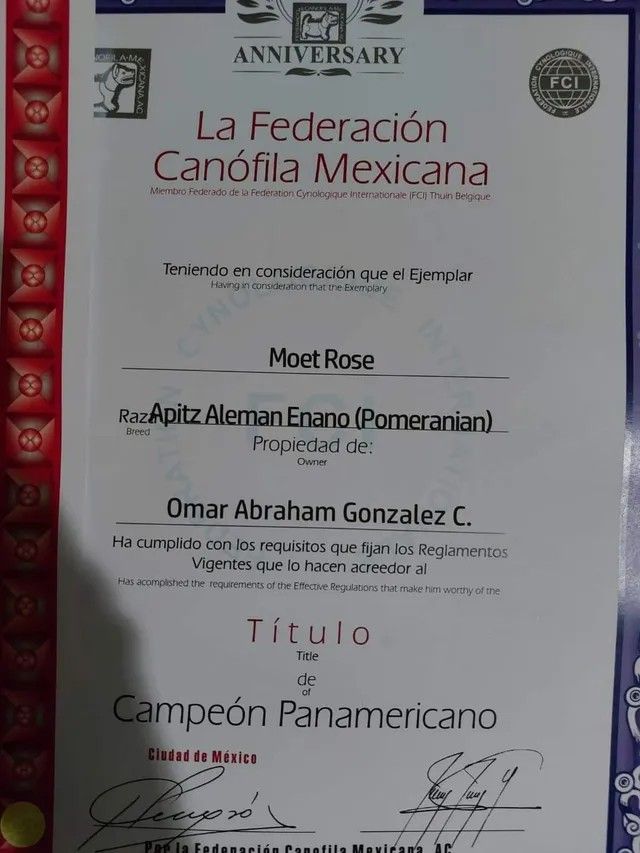 ANNIVERSARY
FCI
La Federación
Canófila Mexicana
Miembro Federado de la Federation Cynologique Internationale (FCI) Thuin Belgique
Teniendo en consideración que el Ejemplar
Having in consideration that the Exemplary
Moet Rose
Raza Apitz Aleman Enano (Pomeranian)
Breed
Propiedad de:
Owner
Omar Abraham Gonzalez C.
Ha cumplido con los requisitos que fijan los Reglamentos
Vigentes que lo hacen acreedor al
Has acomplished the requirements of the Effective Regulations that make him worthy of the
Título
Title
de
of
Campeón Panamericano
Ciudad de México
Por la Federación Canofila Mexicana, AC